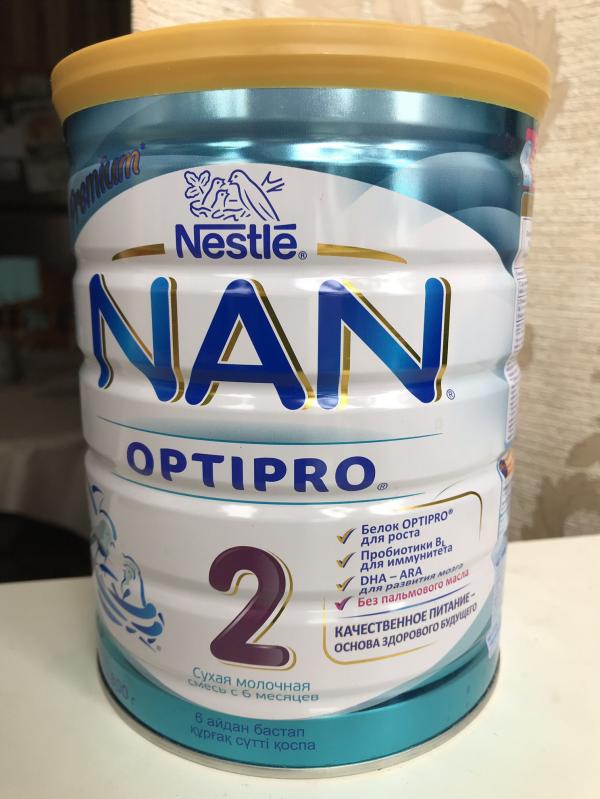 Premium*
Nestlé®
NAN®
OPTIPRO®
Белок OPTIPRO®
для роста
Пробиотики BL
для иммунитета
DHA – ARA
для развития мозга
Без пальмового масла
КАЧЕСТВЕННОЕ ПИТАНИЕ –
ОСНОВА ЗДОРОВОГО БУДУЩЕГО
2
Сухая молочная
смесь с 6 месяцев
800 г
6 айдан бастап
құрғақ сүтті қоспа